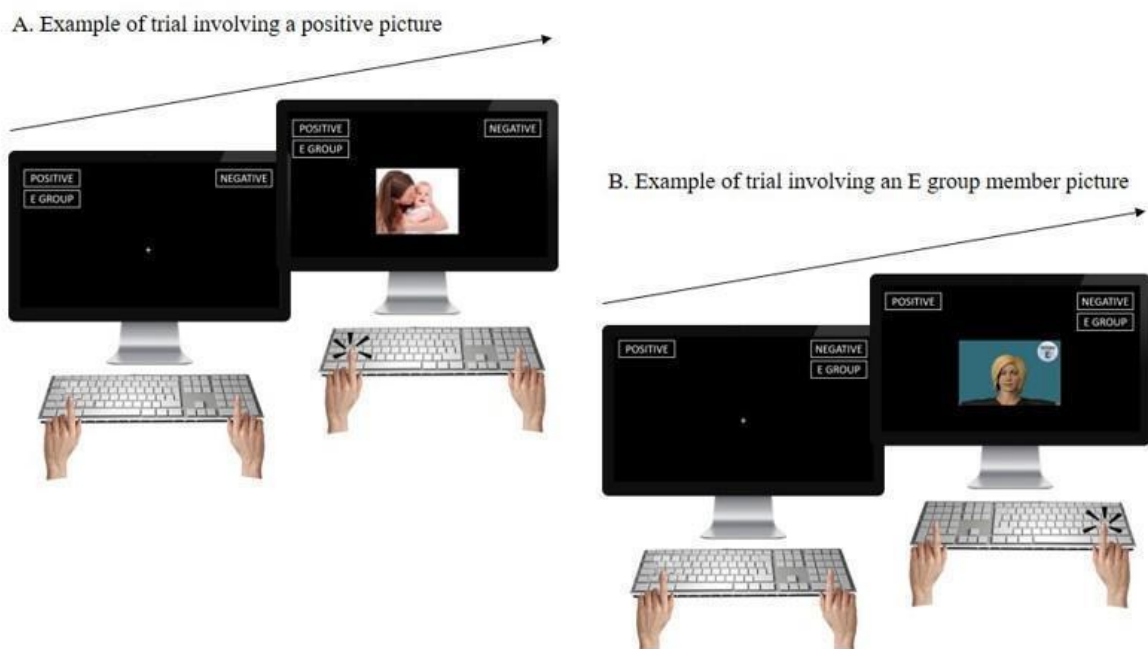 A. Example of trial involving a positive picture
POSITIVE
E GROUP
NEGATIVE
POSITIVE
E GROUP
NEGATIVE
B. Example of trial involving an E group member picture
POSITIVE
NEGATIVE
E GROUP
POSITIVE
NEGATIVE
E GROUP